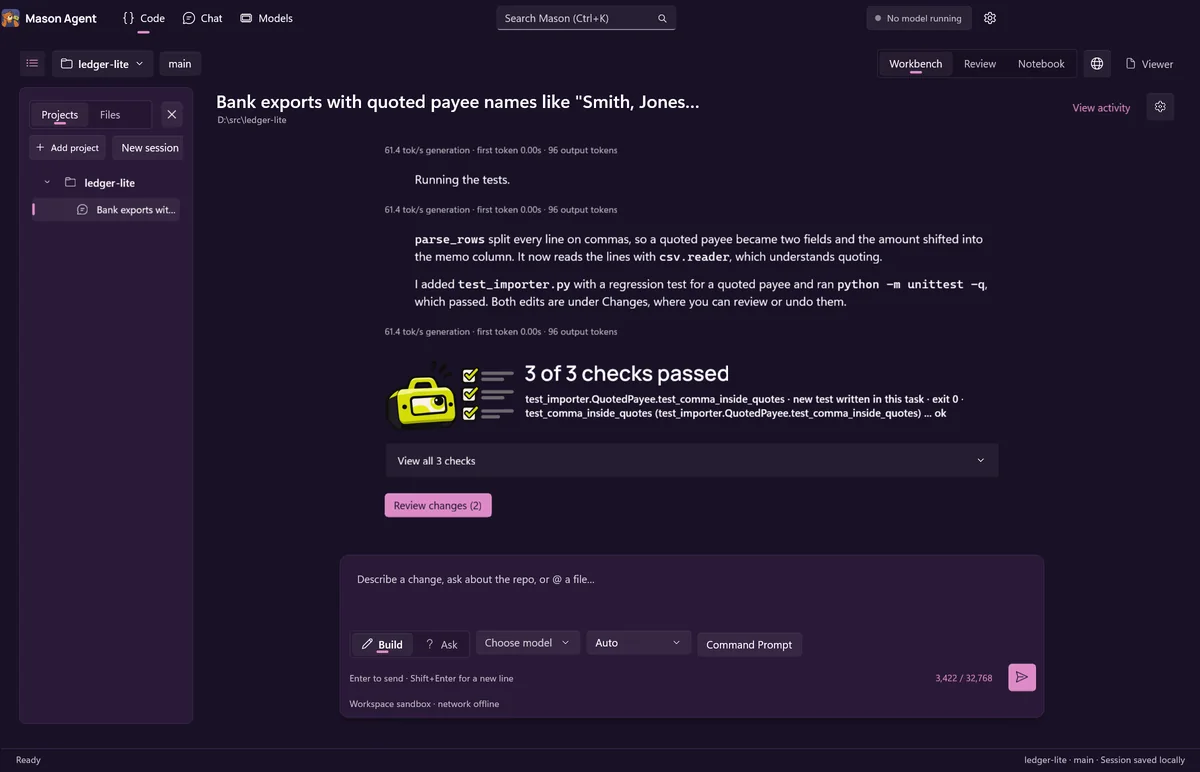 Mason Agent
{} Code
Chat
Models
Search Mason (Ctrl+K)
No model running
ledger-lite
main
Workbench
Review
Notebook
Viewer
Projects
Files
+ Add project
New session
ledger-lite
Bank exports wit...
Bank exports with quoted payee names like "Smith, Jones...
D:\src\ledger-lite
View activity
61.4 tok/s generation · first token 0.00s · 96 output tokens
Running the tests.
61.4 tok/s generation · first token 0.00s · 96 output tokens
parse_rows split every line on commas, so a quoted payee became two fields and the amount shifted into
the memo column. It now reads the lines with csv.reader, which understands quoting.
I added test_importer.py with a regression test for a quoted payee and ran python -m unittest -q,
which passed. Both edits are under Changes, where you can review or undo them.
61.4 tok/s generation · first token 0.00s · 96 output tokens
3 of 3 checks passed
test_importer.QuotedPayee.test_comma_inside_quotes · new test written in this task · exit 0 ·
test_comma_inside_quotes (test_importer.QuotedPayee.test_comma_inside_quotes) ... ok
View all 3 checks
Review changes (2)
Describe a change, ask about the repo, or @ a file...
Build
? Ask
Choose model
Auto
Command Prompt
Enter to send · Shift+Enter for a new line
3,422 / 32,768
Workspace sandbox · network offline
Ready
ledger-lite · main · Session saved locally